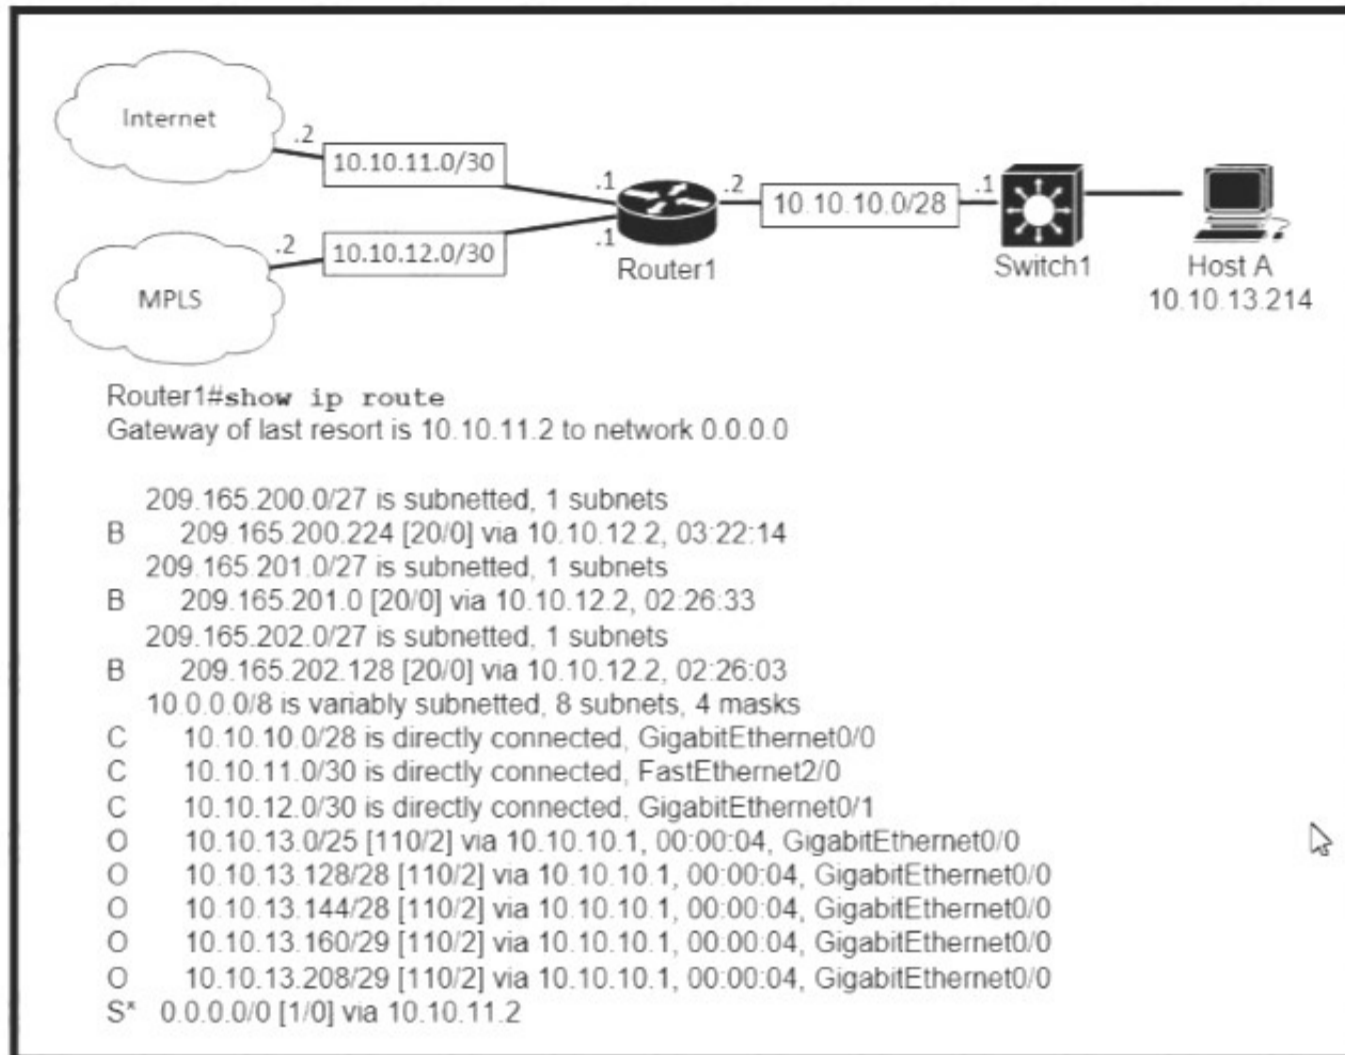 Internet
.2
10.10.11.0/30
.1
.2
10.10.10.0/28
.1
.2
10.10.12.0/30
.1
Router1
Switch1
Host A
10.10.13.214
MPLS
Router1#show ip route
Gateway of last resort is 10.10.11.2 to network 0.0.0.0
209.165.200.0/27 is subnetted, 1 subnets
B 209.165.200.224 [20/0] via 10.10.12.2, 03:22:14
209.165.201.0/27 is subnetted, 1 subnets
B 209.165.201.0 [20/0] via 10.10.12.2, 02:26:33
209.165.202.0/27 is subnetted, 1 subnets
B 209.165.202.128 [20/0] via 10.10.12.2, 02:26:03
10.0.0.0/8 is variably subnetted, 8 subnets, 4 masks
C 10.10.10.0/28 is directly connected, GigabitEthernet0/0
C 10.10.11.0/30 is directly connected, FastEthernet2/0
C 10.10.12.0/30 is directly connected, GigabitEthernet0/1
O 10.10.13.0/25 [110/2] via 10.10.10.1, 00:00:04, GigabitEthernet0/0
O 10.10.13.128/28 [110/2] via 10.10.10.1, 00:00:04, GigabitEthernet0/0
O 10.10.13.144/28 [110/2] via 10.10.10.1, 00:00:04, GigabitEthernet0/0
O 10.10.13.160/29 [110/2] via 10.10.10.1, 00:00:04, GigabitEthernet0/0
O 10.10.13.208/29 [110/2] via 10.10.10.1, 00:00:04, GigabitEthernet0/0
S* 0.0.0.0/0 [1/0] via 10.10.11.2